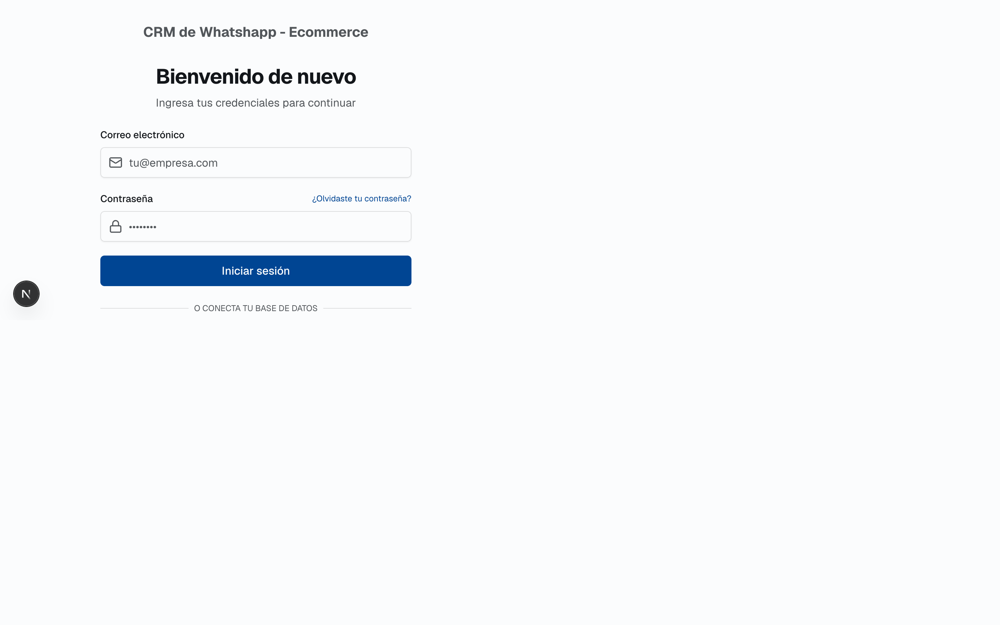 CRM de Whatshapp - Ecommerce
Bienvenido de nuevo
Ingresa tus credenciales para continuar
Correo electrónico
tu@empresa.com
Contraseña
¿Olvidaste tu contraseña?
••••••••
Iniciar sesión
N
O CONECTA TU BASE DE DATOS